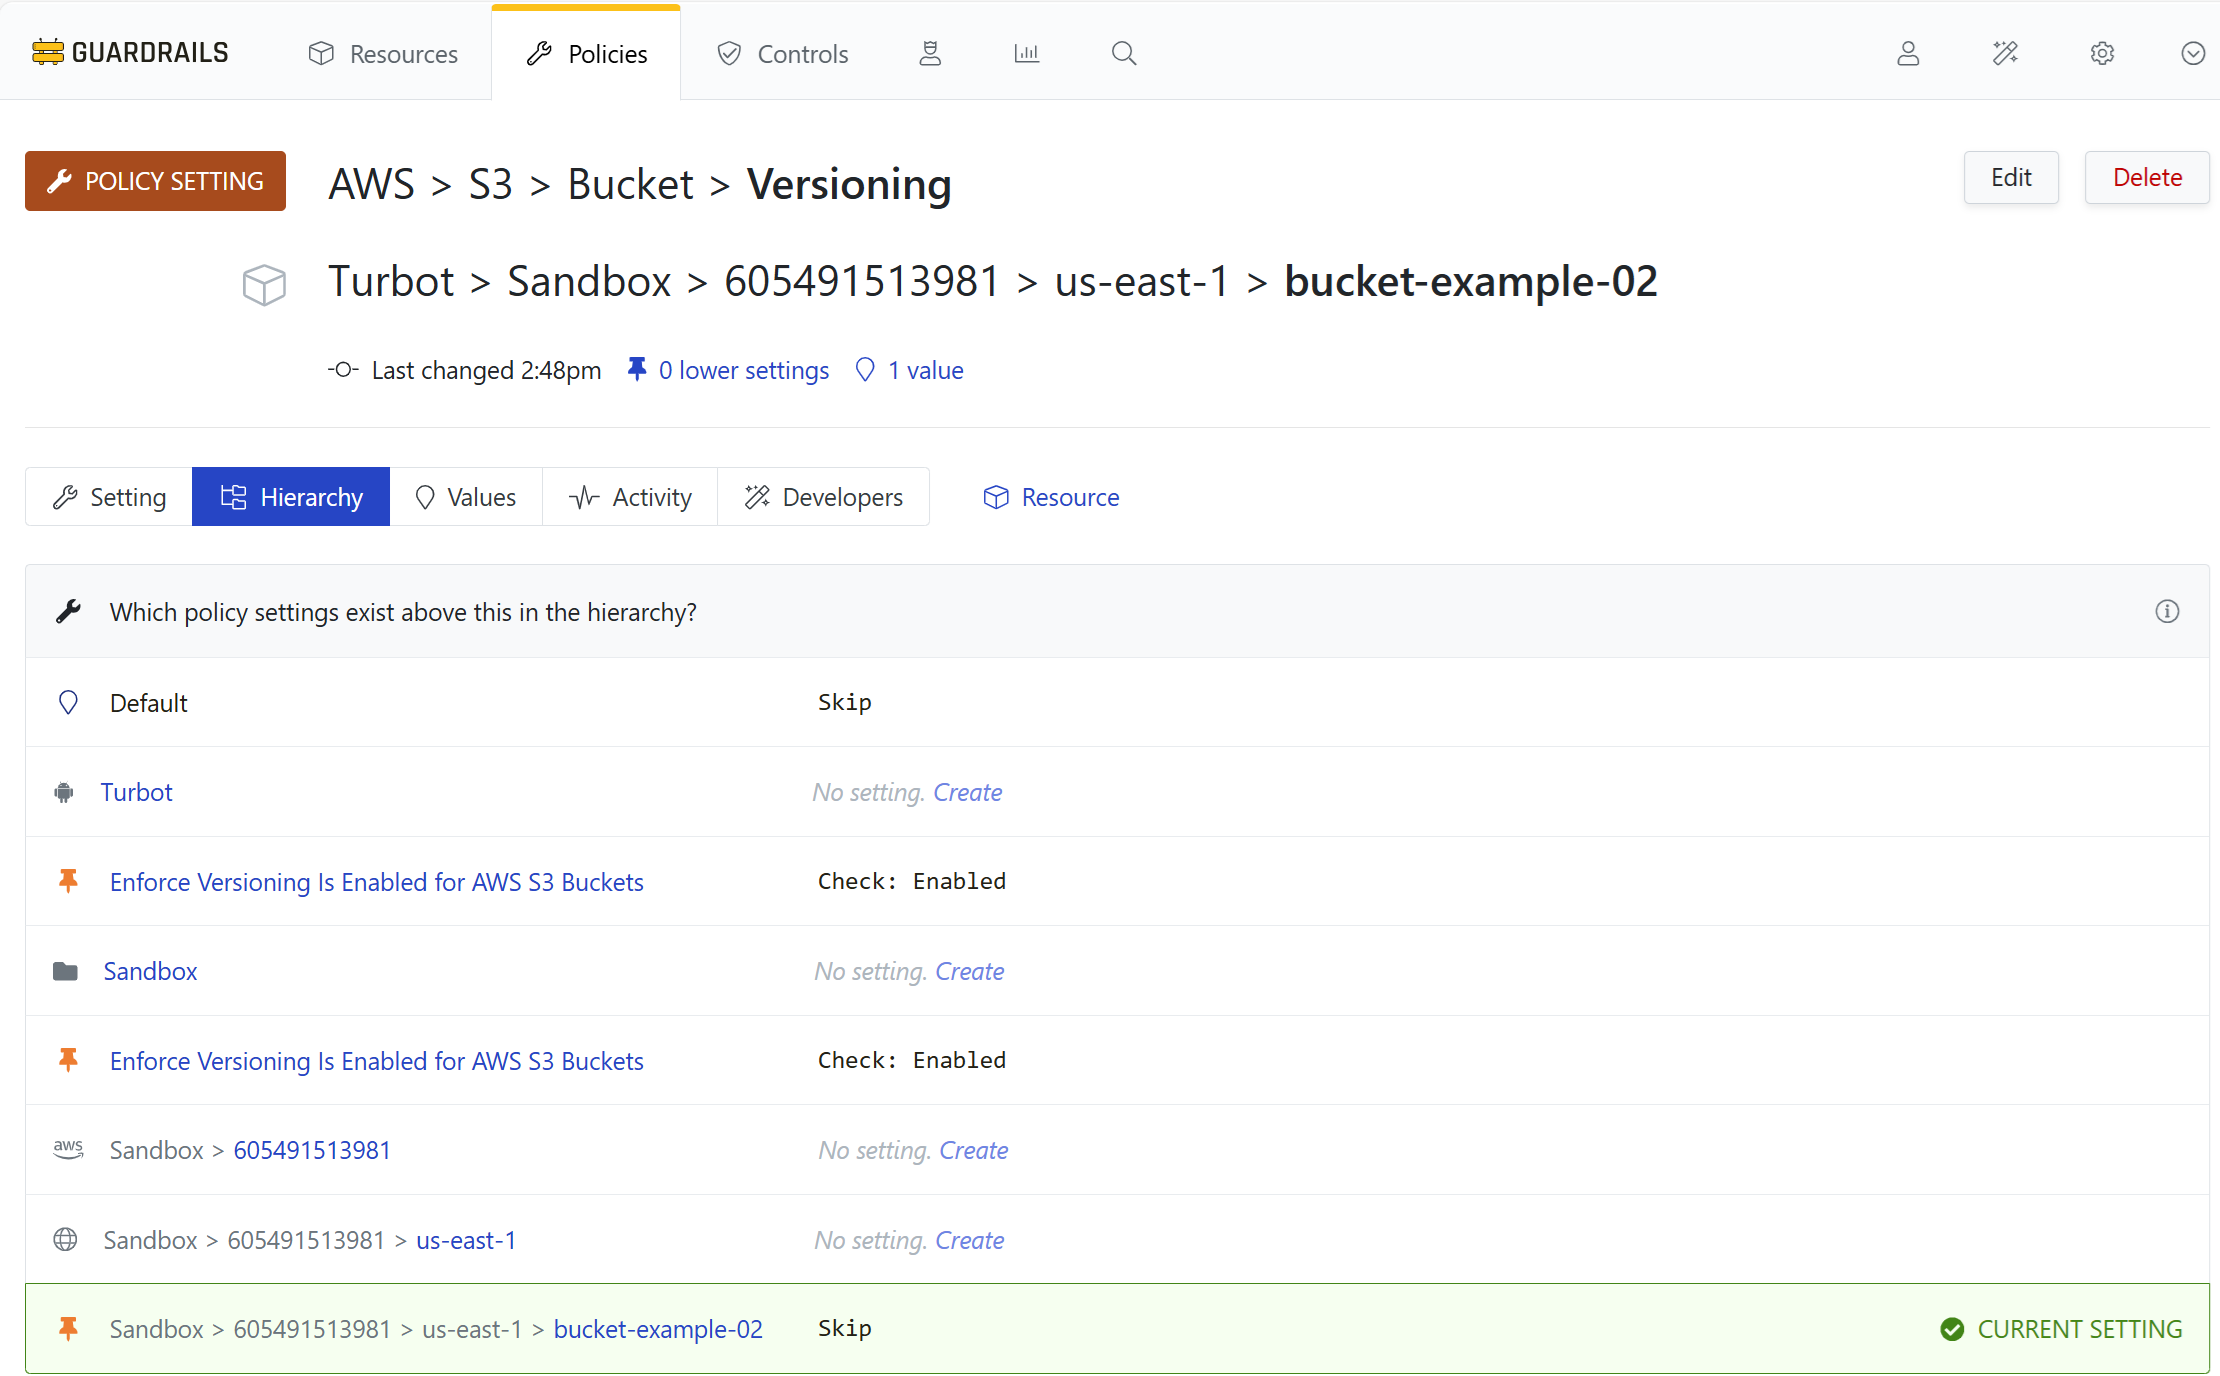 GUARDRAILS Resources Policies Controls
POLICY SETTING AWS > S3 > Bucket > Versioning Edit Delete
Turbot > Sandbox > 605491513981 > us-east-1 > bucket-example-02
Last changed 2:48pm 0 lower settings 1 value
Setting Hierarchy Values Activity Developers Resource
Which policy settings exist above this in the hierarchy?
Default Skip
Turbot No setting. Create
Enforce Versioning Is Enabled for AWS S3 Buckets Check: Enabled
Sandbox No setting. Create
Enforce Versioning Is Enabled for AWS S3 Buckets Check: Enabled
aws Sandbox > 605491513981 No setting. Create
Sandbox > 605491513981 > us-east-1 No setting. Create
Sandbox > 605491513981 > us-east-1 > bucket-example-02 Skip CURRENT SETTING